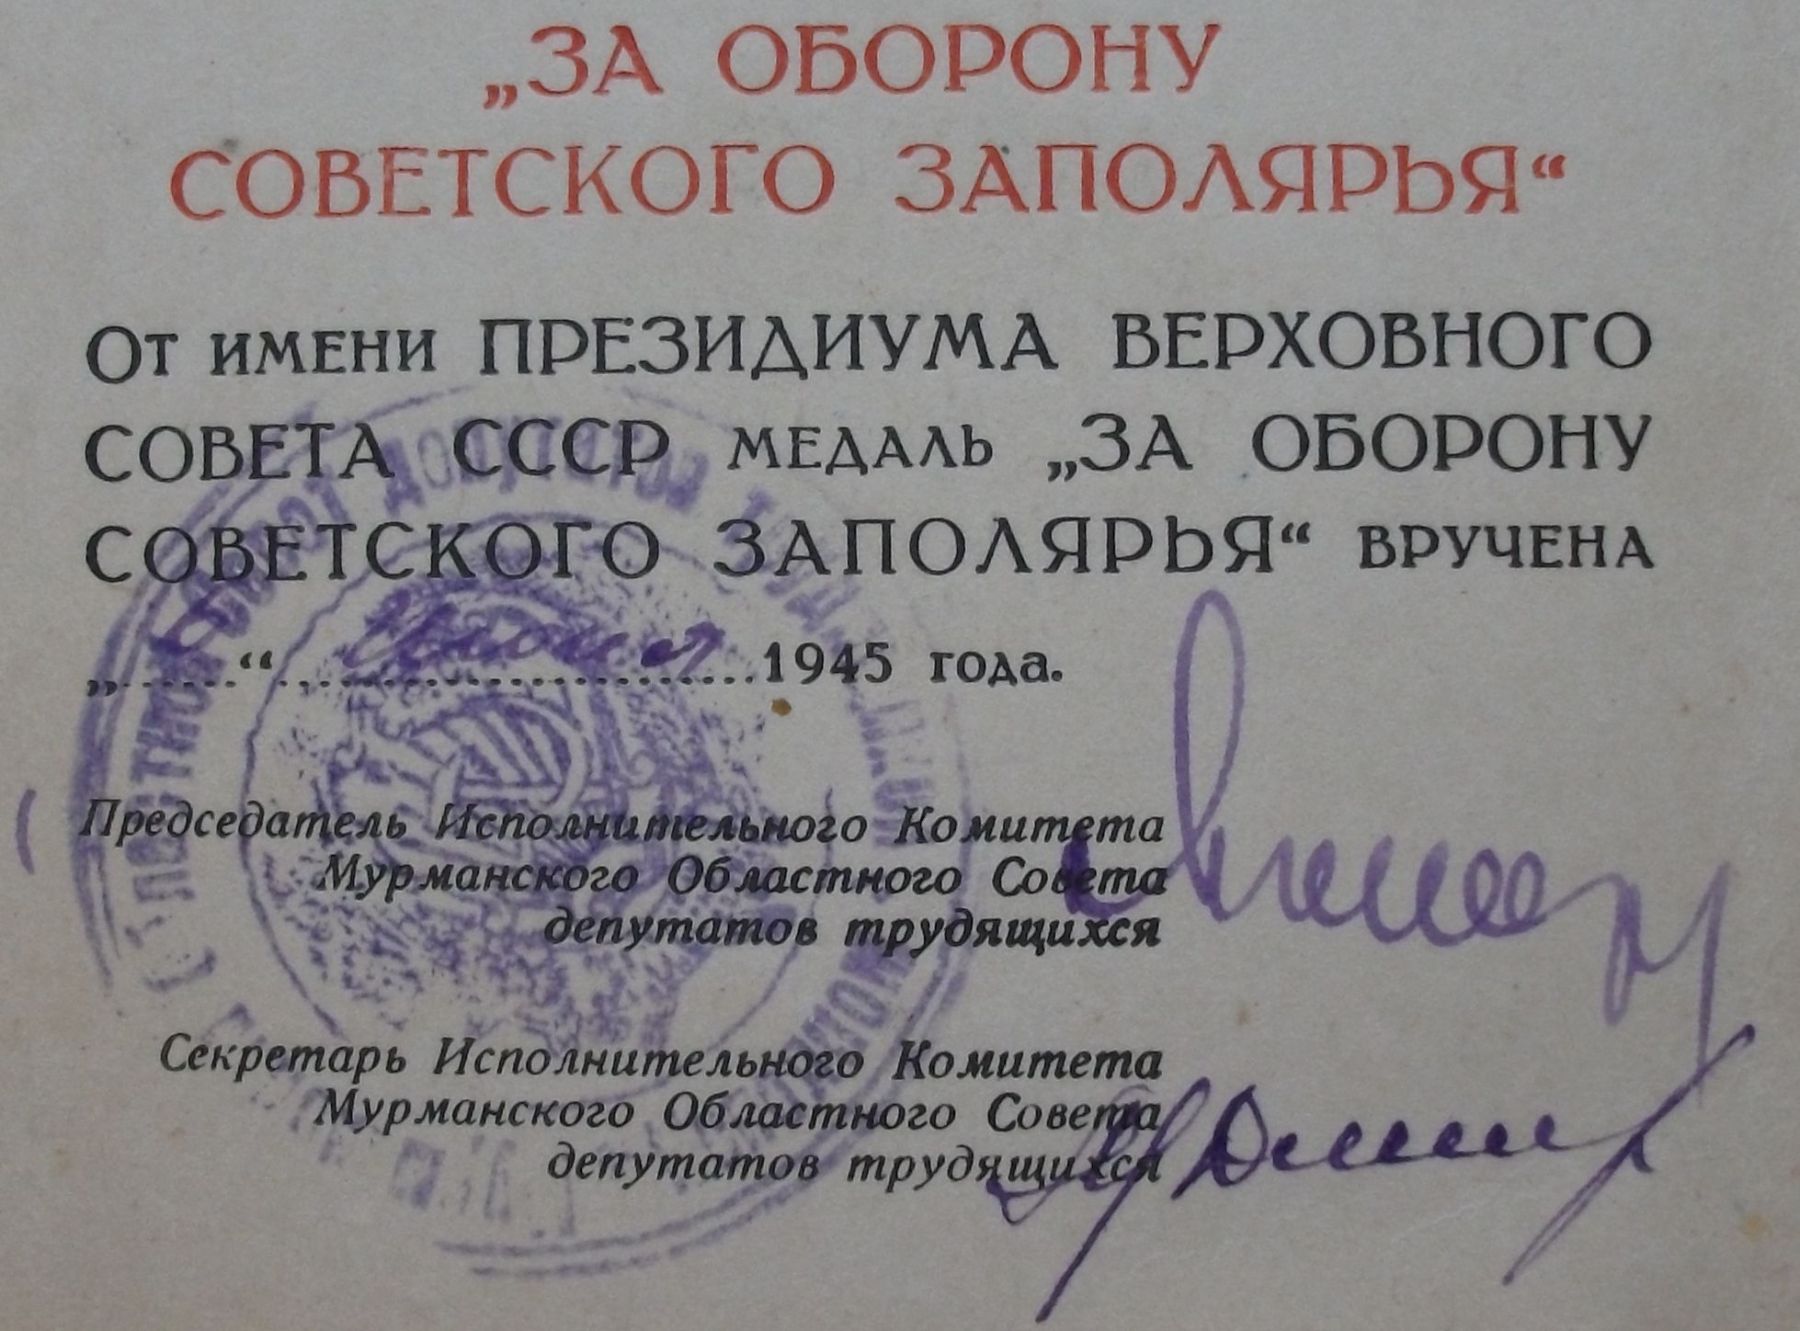 „ЗА ОБОРОНУ
СОВЕТСКОГО ЗАПОЛЯРЬЯ“
От имени ПРЕЗИДИУМА ВЕРХОВНОГО
СОВЕТА СССР медаль „ЗА ОБОРОНУ
СОВЕТСКОГО ЗАПОЛЯРЬЯ“ вручена
„......“ июня 1945 года.
Председатель Исполнительного Комитета
Мурманского Областного Совета
депутатов трудящихся
Секретарь Исполнительного Комитета
Мурманского Областного Совета
депутатов трудящихся